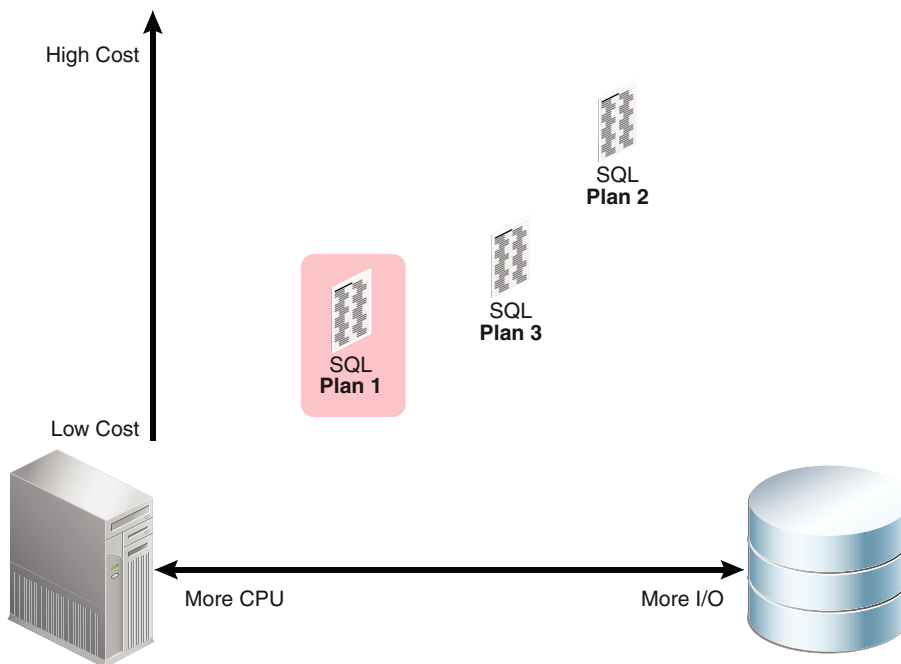 High Cost
SQL
Plan 2
SQL
Plan 3
SQL
Plan 1
Low Cost
More CPU
More I/O